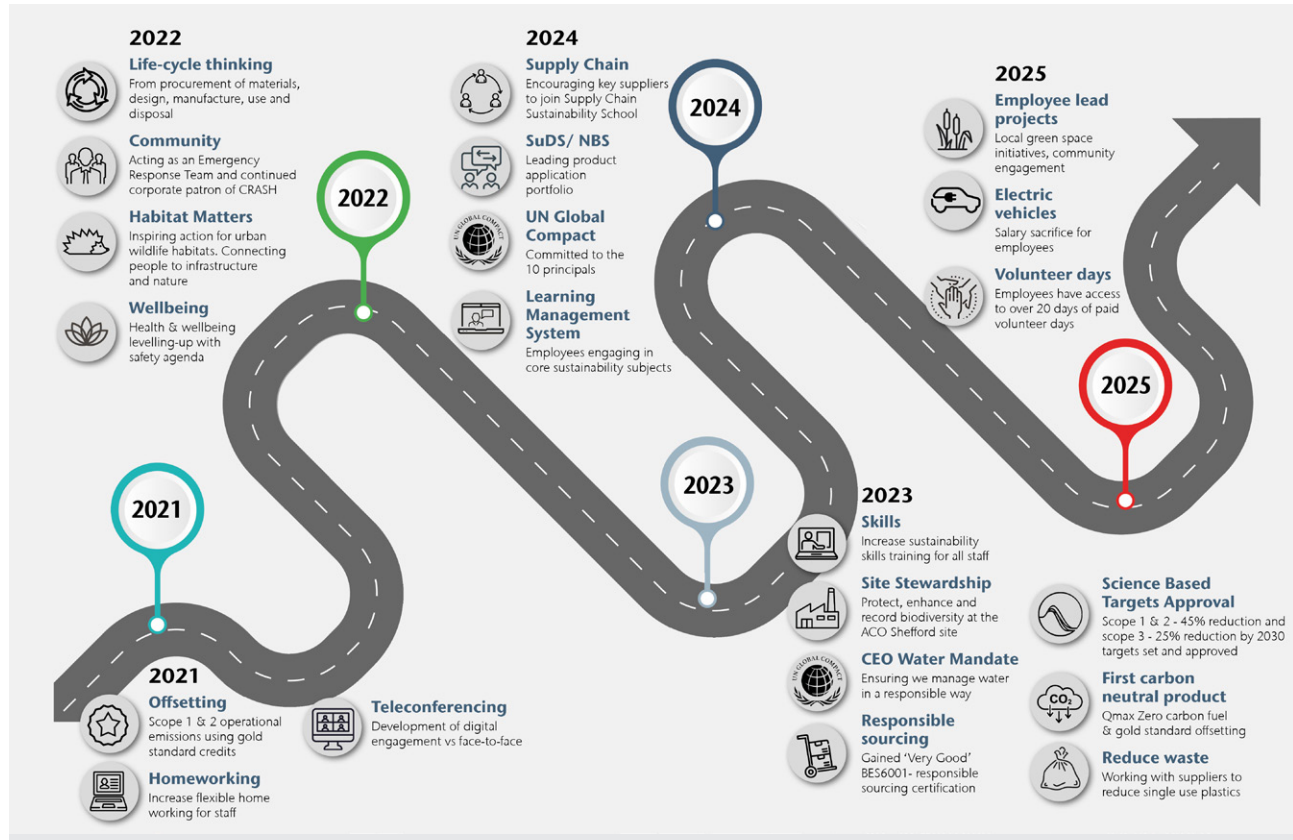 2022
Life-cycle thinking
From procurement of materials,
design, manufacture, use and
disposal
Community
Acting as an Emergency
Response Team and continued
corporate patron of CRASH
Habitat Matters
Inspiring action for urban
wildlife habitats. Connecting
people to infrastructure
and nature
Wellbeing
Health & wellbeing
levelling-up with
safety agenda
2022
2024
Supply Chain
Encouraging key suppliers
to join Supply Chain
Sustainability School
SuDS/ NBS
Leading product
application
portfolio
UN GLOBAL COMPACT
UN Global
Compact
Committed to the
10 principals
Learning
Management
System
Employees engaging in
core sustainability subjects
2024
2025
Employee lead
projects
Local green space
initiatives, community
engagement
Electric
vehicles
Salary sacrifice for
employees
Volunteer days
Employees have access
to over 20 days of paid
volunteer days
2025
2021
2021
Offsetting
Scope 1 & 2 operational
emissions using gold
standard credits
Homeworking
Increase flexible home
working for staff
Teleconferencing
Development of digital
engagement vs face-to-face
2023
2023
Skills
Increase sustainability
skills training for all staff
Site Stewardship
Protect, enhance and
record biodiversity at the
ACO Shefford site
UN GLOBAL COMPACT
CEO Water Mandate
Ensuring we manage water
in a responsible way
Responsible
sourcing
Gained ‘Very Good’
BES6001- responsible
sourcing certification
Science Based
Targets Approval
Scope 1 & 2 - 45% reduction and
scope 3 - 25% reduction by 2030
targets set and approved
CO₂
First carbon
neutral product
Qmax Zero carbon fuel
& gold standard offsetting
Reduce waste
Working with suppliers to
reduce single use plastics